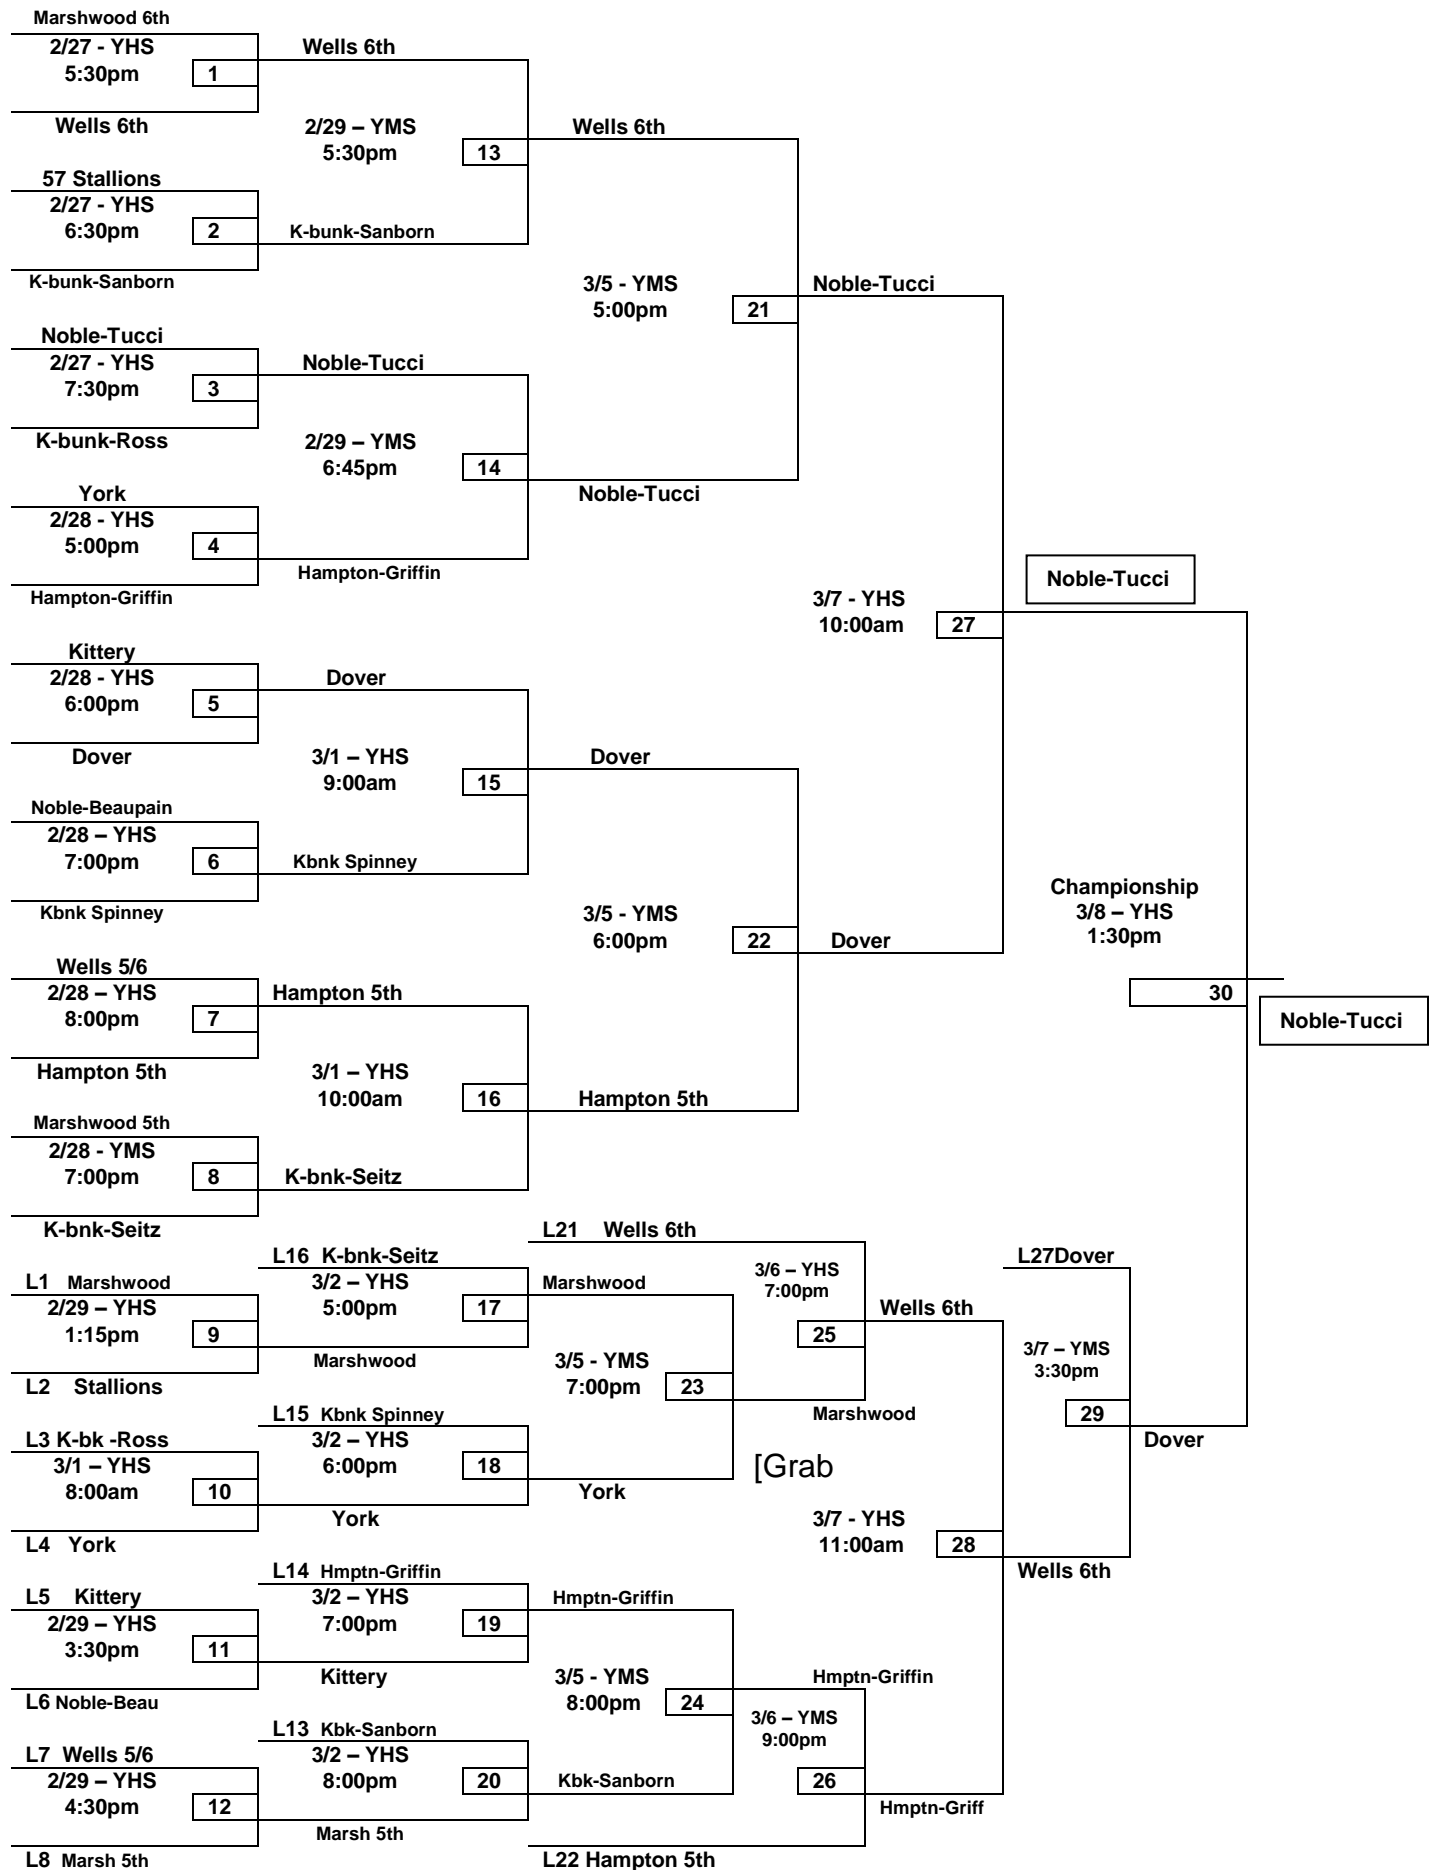 Marshwood 6th
2/27 - YHS
5:30pm
1
Wells 6th
Wells 6th
57 Stallions
2/27 - YHS
6:30pm
2
K-bunk-Sanborn
K-bunk-Sanborn
2/29 – YMS
5:30pm
13
Wells 6th
Noble-Tucci
2/27 - YHS
7:30pm
3
K-bunk-Ross
Noble-Tucci
York
2/28 - YHS
5:00pm
4
Hampton-Griffin
Hampton-Griffin
2/29 – YMS
6:45pm
14
Noble-Tucci
3/5 - YMS
5:00pm
21
Noble-Tucci
Kittery
2/28 - YHS
6:00pm
5
Dover
Dover
Noble-Beaupain
2/28 – YHS
7:00pm
6
Kbnk Spinney
Kbnk Spinney
3/1 – YHS
9:00am
15
Dover
Wells 5/6
2/28 – YHS
8:00pm
7
Hampton 5th
Hampton 5th
Marshwood 5th
2/28 - YMS
7:00pm
8
K-bnk-Seitz
K-bnk-Seitz
3/1 – YHS
10:00am
16
Hampton 5th
3/5 - YMS
6:00pm
22
Dover
3/7 - YHS
10:00am
27
Noble-Tucci
Championship
3/8 – YHS
1:30pm
30
Noble-Tucci
L1 Marshwood
2/29 – YHS
1:15pm
9
L2 Stallions
L16 K-bnk-Seitz
3/2 – YHS
5:00pm
17
Marshwood
Marshwood
L3 K-bk -Ross
3/1 – YHS
8:00am
10
L4 York
L15 Kbnk Spinney
3/2 – YHS
6:00pm
18
York
York
3/5 - YMS
7:00pm
23
Marshwood
[Grab
L21 Wells 6th
3/6 – YHS
7:00pm
25
Wells 6th
L5 Kittery
2/29 – YHS
3:30pm
11
L6 Noble-Beau
L14 Hmptn-Griffin
3/2 – YHS
7:00pm
19
Kittery
Hmptn-Griffin
L7 Wells 5/6
2/29 – YHS
4:30pm
12
L8 Marsh 5th
L13 Kbk-Sanborn
3/2 – YHS
8:00pm
20
Marsh 5th
Kbk-Sanborn
3/5 - YMS
8:00pm
24
Hmptn-Griffin
3/6 – YMS
9:00pm
26
L22 Hampton 5th
Hmptn-Griff
3/7 - YHS
11:00am
28
Wells 6th
L27Dover
3/7 – YMS
3:30pm
29
Dover